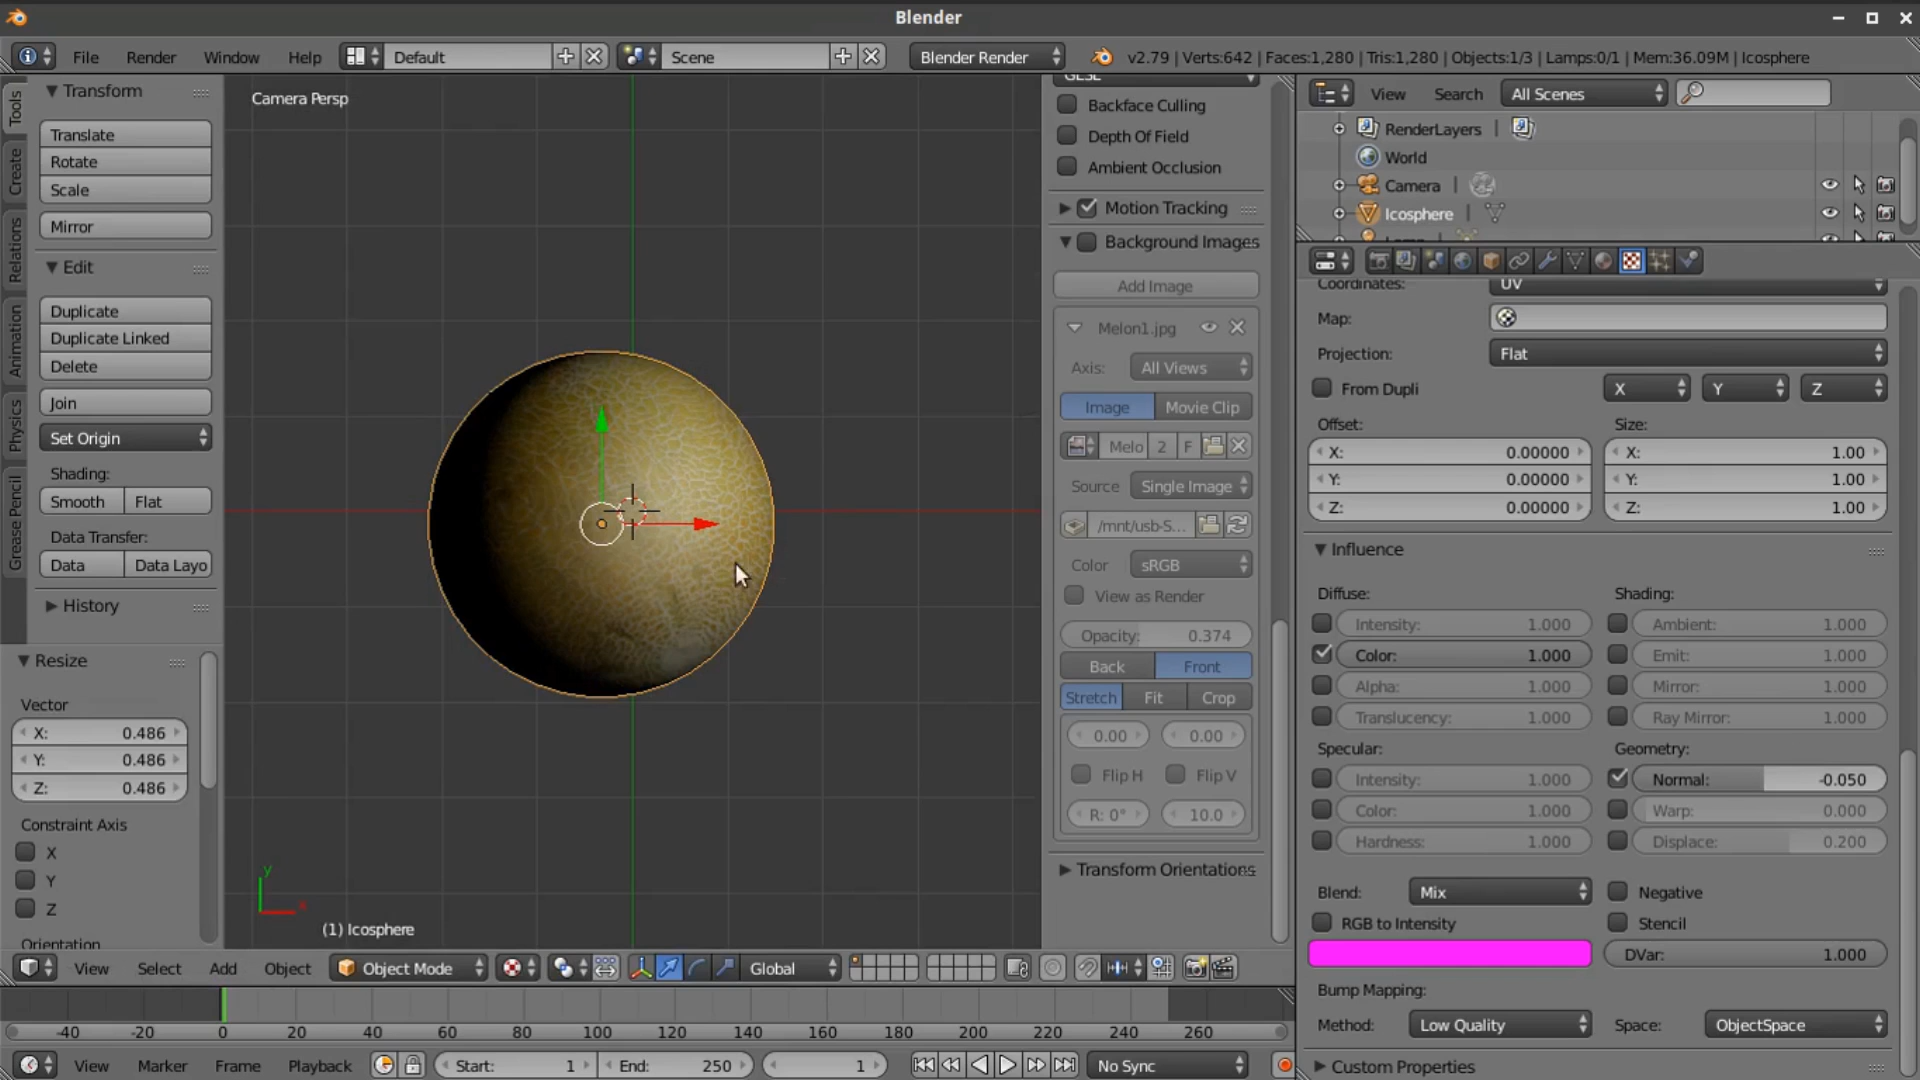 Blender
File Render Window Help Default Scene Blender Render v2.79 | Verts:642 | Faces:1,280 | Tris:1,280 | Objects:1/3 | Lamps:0/1 | Mem:36.09M | Icosphere
Tools
Create
Relations
Animation
Physics
Grease Pencil
Transform
Translate
Rotate
Scale
Mirror
Edit
Duplicate
Duplicate Linked
Delete
Join
Set Origin
Shading:
Smooth Flat
Data Transfer:
Data Data Layo
History
Resize
Vector
X: 0.486
Y: 0.486
Z: 0.486
Constraint Axis
X
Y
Z
Orientation
Camera Persp
y
x
(1) Icosphere
GLSL
Backface Culling
Depth Of Field
Ambient Occlusion
Motion Tracking
Background Images
Add Image
Melon1.jpg
Axis: All Views
Image Movie Clip
Melo 2 F
Source Single Image
/mnt/usb-S...
Color sRGB
View as Render
Opacity: 0.374
Back Front
Stretch Fit Crop
0.00 0.00
Flip H Flip V
R: 0° 10.0
Transform Orientations
View Search All Scenes
RenderLayers
World
Camera
Icosphere
Coordinates: UV
Map:
Projection: Flat
From Dupli X Y Z
Offset: Size:
X: 0.00000 X: 1.00
Y: 0.00000 Y: 1.00
Z: 0.00000 Z: 1.00
Influence
Diffuse: Shading:
Intensity: 1.000 Ambient: 1.000
Color: 1.000 Emit: 1.000
Alpha: 1.000 Mirror: 1.000
Translucency: 1.000 Ray Mirror: 1.000
Specular: Geometry:
Intensity: 1.000 Normal: -0.050
Color: 1.000 Warp: 0.000
Hardness: 1.000 Displace: 0.200
Blend: Mix Negative
RGB to Intensity Stencil
DVar: 1.000
Bump Mapping:
Method: Low Quality Space: ObjectSpace
Custom Properties
View Select Add Object Object Mode Global
-40 -20 0 20 40 60 80 100 120 140 160 180 200 220 240 260
View Marker Frame Playback Start: 1 End: 250 1 No Sync